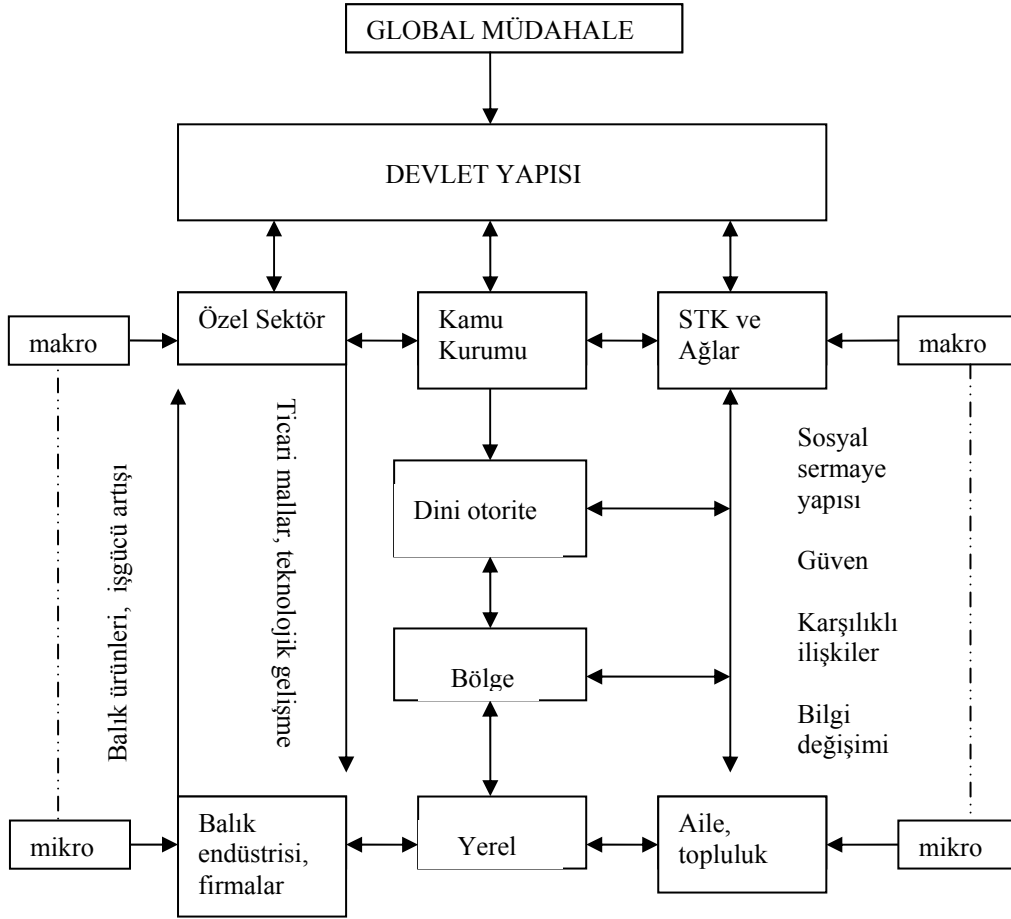 GLOBAL MÜDAHALE
DEVLET YAPISI
Özel Sektör
Kamu
Kurumu
STK ve
Ağlar
makro
makro
Balık ürünleri, işgücü artışı
Ticari mallar, teknolojik gelişme
Dini otorite
Bölge
Sosyal
sermaye
yapısı
Güven
Karşılıklı
ilişkiler
Bilgi
değişimi
mikro
Balık
endüstrisi,
firmalar
Yerel
Aile,
topluluk
mikro